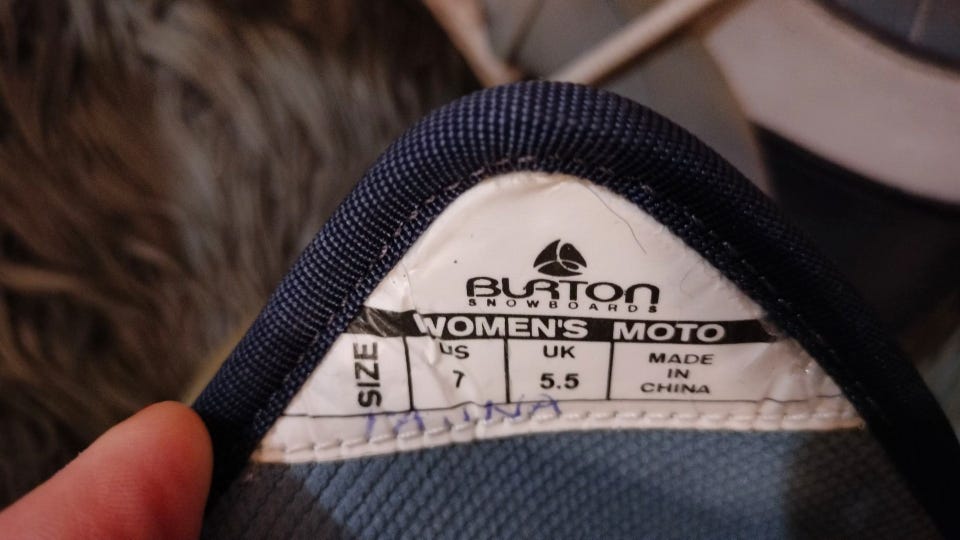 BURTON
SNOWBOARDS
WOMEN'S MOTO
SIZE
US
7
UK
5.5
MADE
IN
CHINA